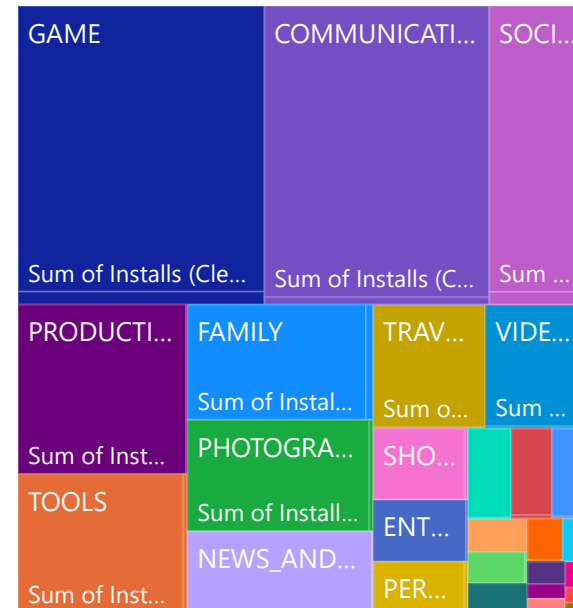 GAME
Sum of Installs (Cle...
COMMUNICATI...
Sum of Installs (C...
SOCI...
Sum ...
PRODUCTI...
Sum of Inst...
TOOLS
Sum of Inst...
FAMILY
Sum of Instal...
PHOTOGRA...
Sum of Install...
NEWS_AND...
TRAV...
Sum o...
VIDE...
Sum ...
SHO...
ENT...
PER...